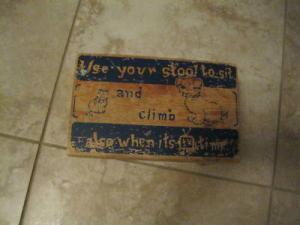 Use your stool to sit
and
climb
also when its time